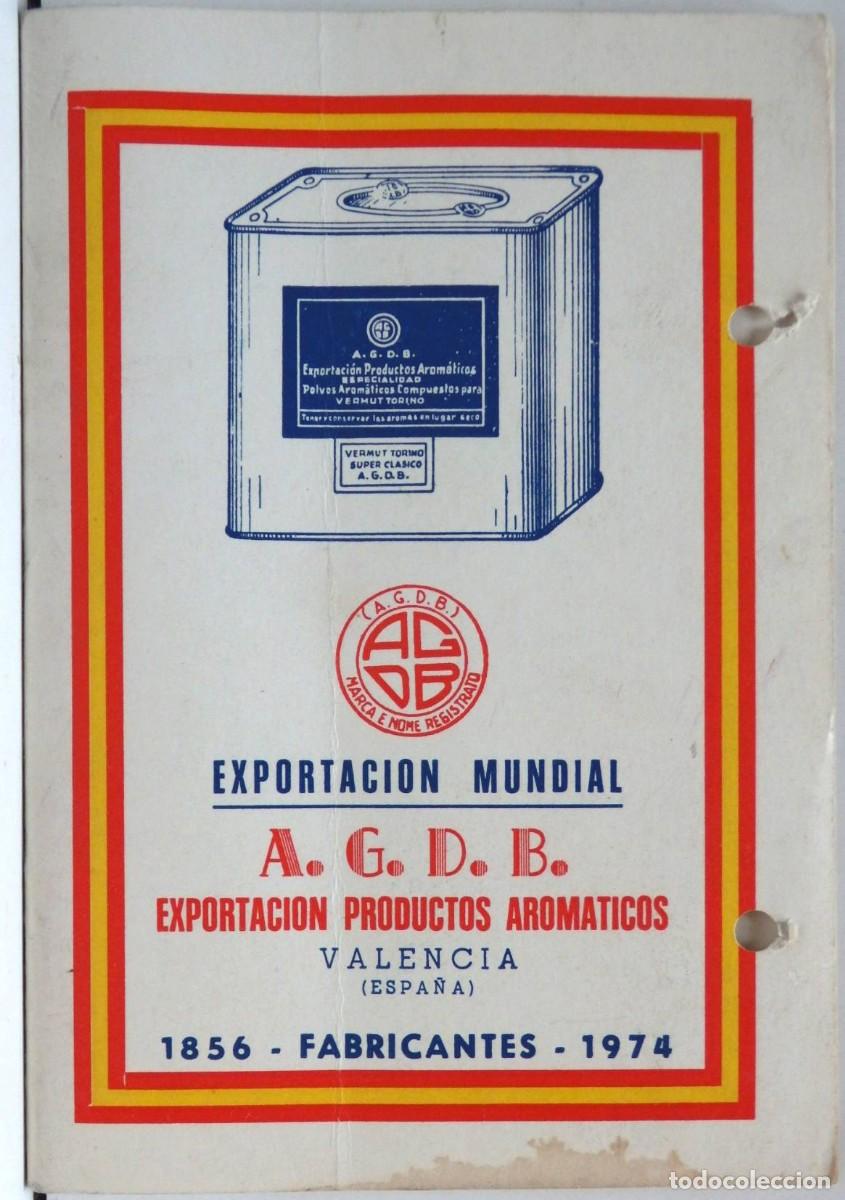 A. G. D. B.
Exportación Productos Aromáticos
ESPECIALIDAD
Polvos Aromáticos Compuestos para
VERMUT TORINO
Tener y conservar los aromas en lugar seco
VERMUT TORINO
SUPER CLASICO
A. G. D. B.
(A. G. D. B.)
AG
DB
MARCA E NOME REGISTRATO
EXPORTACION MUNDIAL
A. G. D. B.
EXPORTACION PRODUCTOS AROMATICOS
VALENCIA
(ESPAÑA)
1856 - FABRICANTES - 1974
todocoleccion